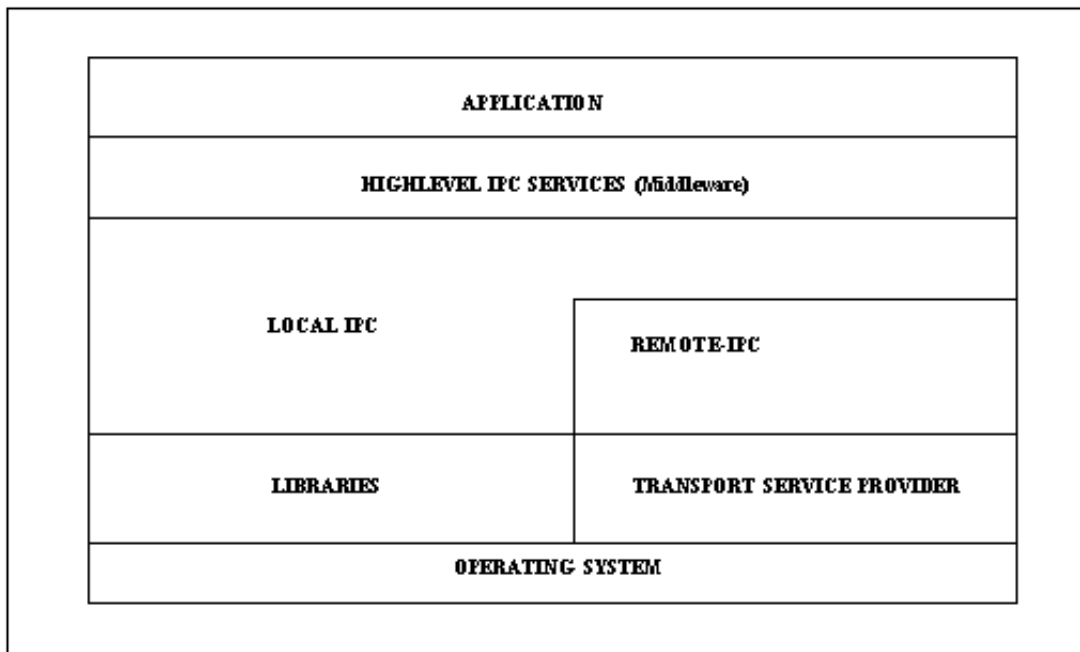 APPLICATION
HIGHLEVEL IPC SERVICES (Middleware)
LOCAL IPC
REMOTE-IPC
LIBRARIES
TRANSPORT SERVICE PROVIDER
OPERATING SYSTEM